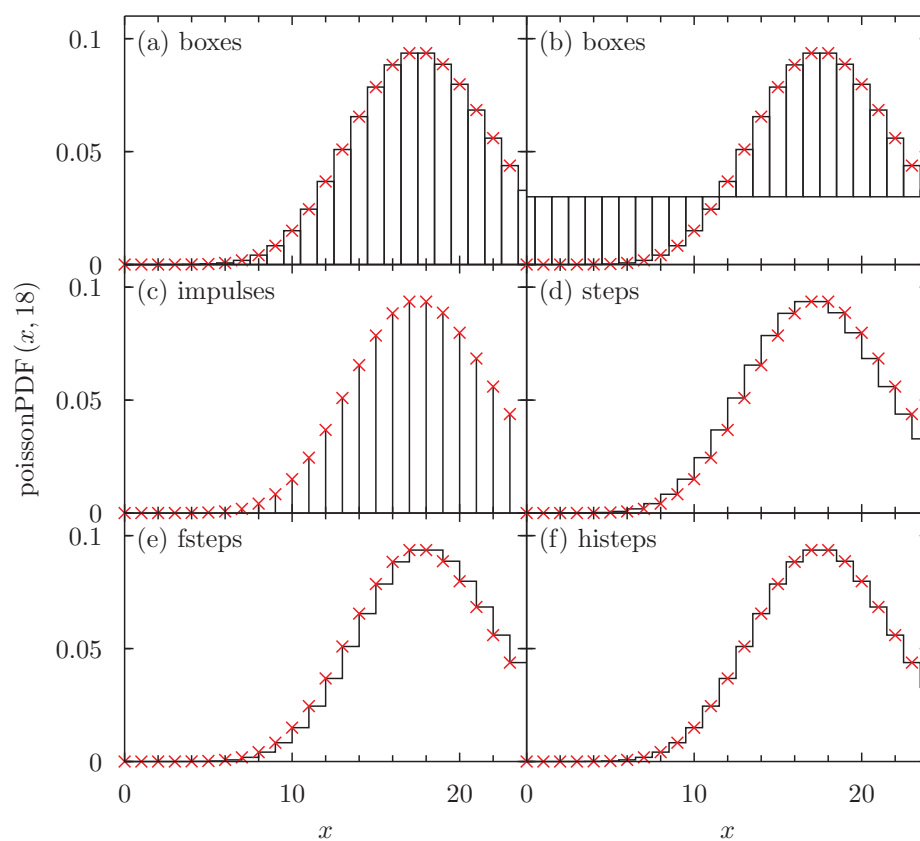 0.1
(a) boxes
(b) boxes
0.05
0
0.1
(c) impulses
(d) steps
poissonPDF (x, 18)
0.05
0
0.1
(e) fsteps
(f) histeps
0.05
0
0 10 20 0 10 20
x x